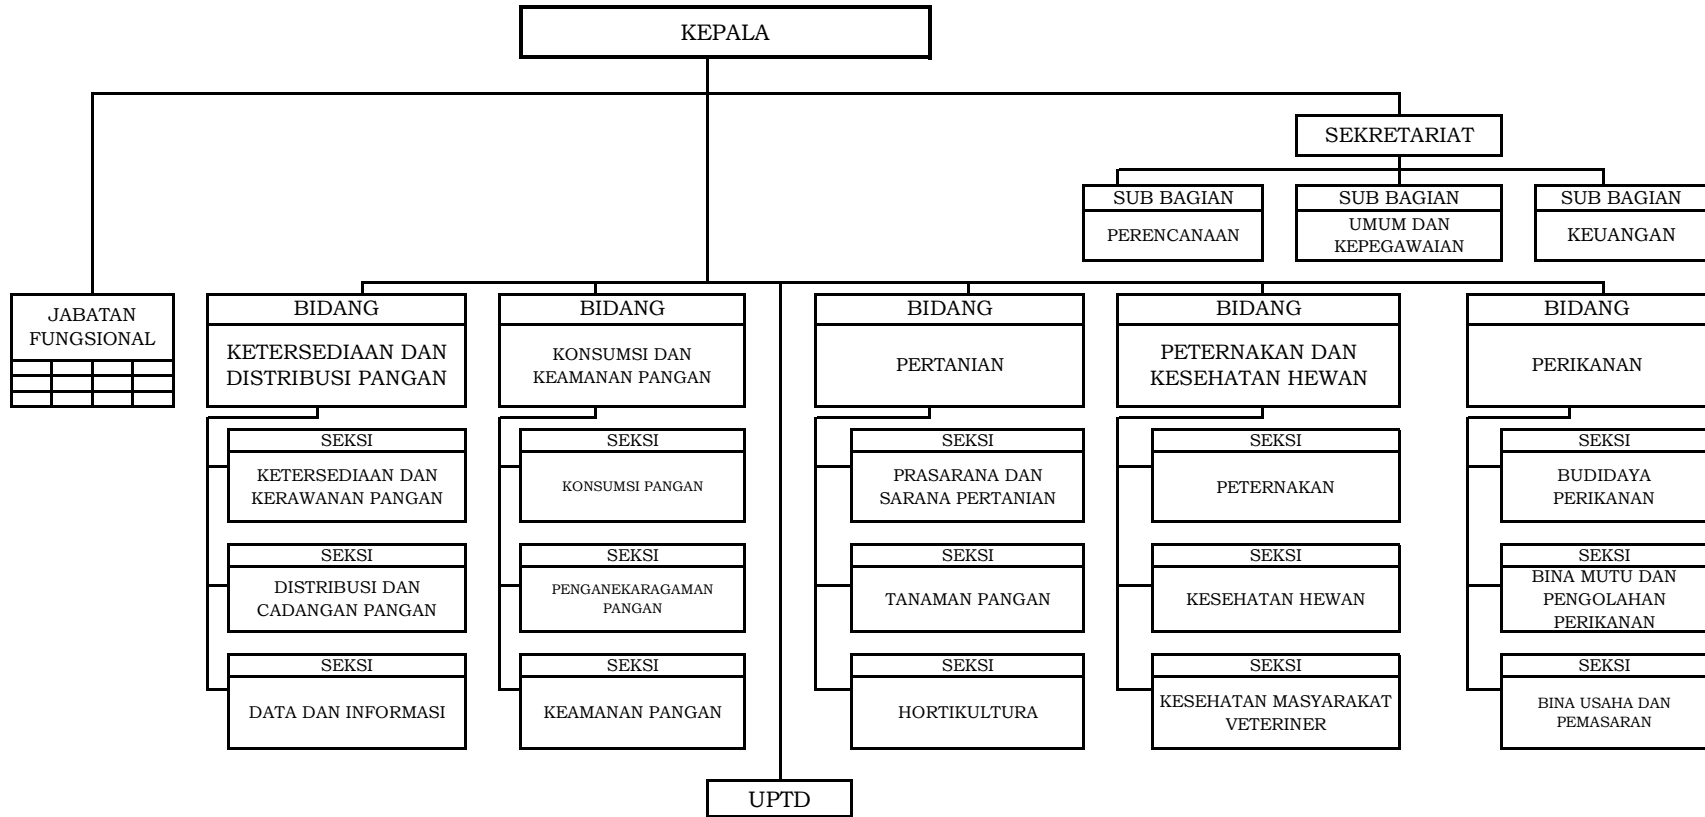 KEPALA
SEKRETARIAT
SUB BAGIAN
PERENCANAAN
SUB BAGIAN
UMUM DAN
KEPEGAWAIAN
SUB BAGIAN
KEUANGAN
JABATAN
FUNGSIONAL
BIDANG
KETERSEDIAAN DAN
DISTRIBUSI PANGAN
BIDANG
KONSUMSI DAN
KEAMANAN PANGAN
BIDANG
PERTANIAN
BIDANG
PETERNAKAN DAN
KESEHATAN HEWAN
BIDANG
PERIKANAN
SEKSI
KETERSEDIAAN DAN
KERAWANAN PANGAN
SEKSI
KONSUMSI PANGAN
SEKSI
PRASARANA DAN
SARANA PERTANIAN
SEKSI
PETERNAKAN
SEKSI
BUDIDAYA
PERIKANAN
SEKSI
DISTRIBUSI DAN
CADANGAN PANGAN
SEKSI
PENGANEKARAGAMAN
PANGAN
SEKSI
TANAMAN PANGAN
SEKSI
KESEHATAN HEWAN
SEKSI
BINA MUTU DAN
PENGOLAHAN
PERIKANAN
SEKSI
DATA DAN INFORMASI
SEKSI
KEAMANAN PANGAN
SEKSI
HORTIKULTURA
SEKSI
KESEHATAN MASYARAKAT
VETERINER
SEKSI
BINA USAHA DAN
PEMASARAN
UPTD